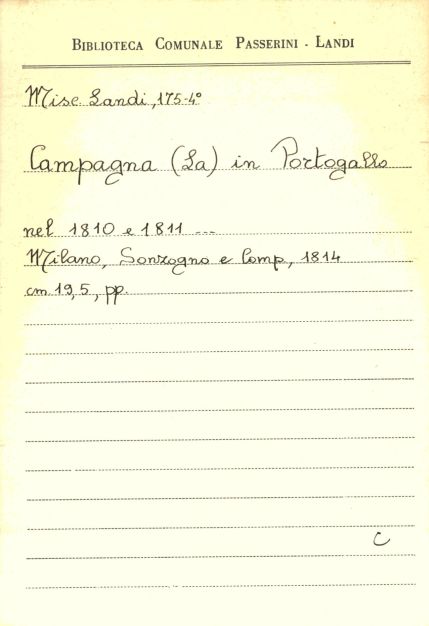 BIBLIOTECA COMUNALE PASSERINI - LANDI
Misc. Landi, 175-4°
Campagna (La) in Portogallo
nel 1810 e 1811 ...
Milano, Sonzogno e Comp., 1814
cm 19,5, pp.
C